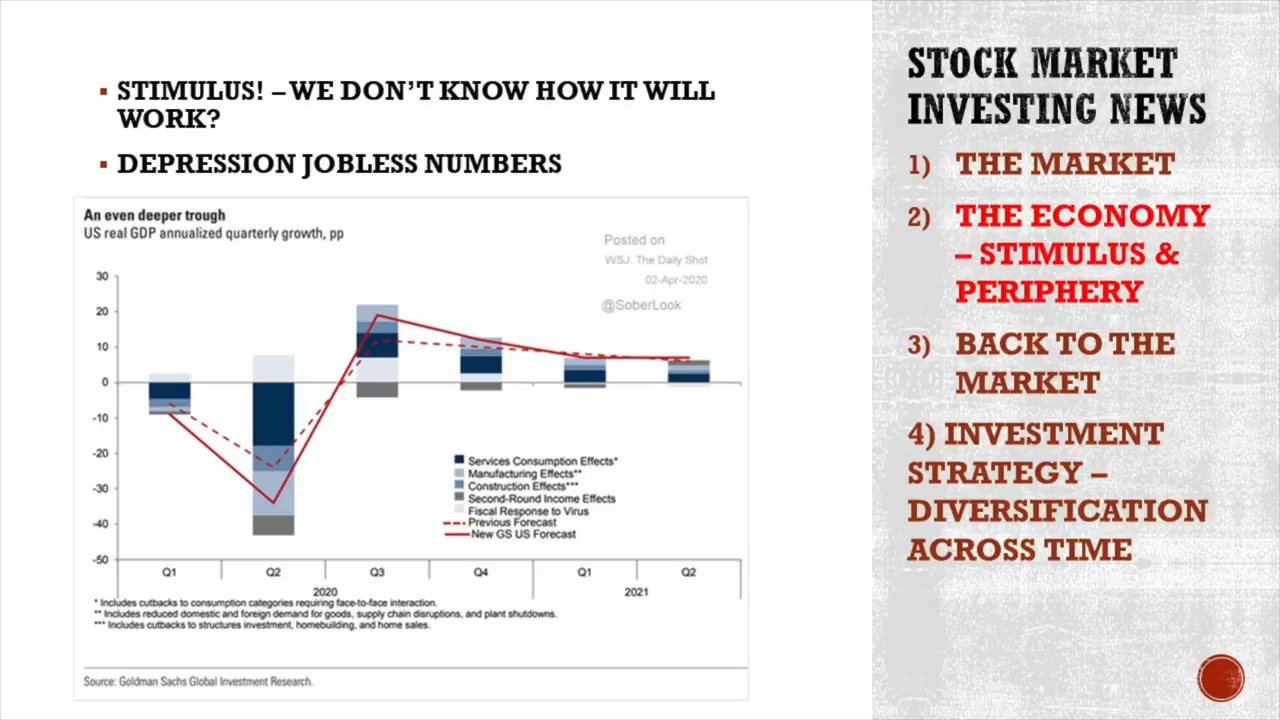 STIMULUS! – WE DON'T KNOW HOW IT WILL
WORK?
DEPRESSION JOBLESS NUMBERS
An even deeper trough
US real GDP annualized quarterly growth, pp
Posted on
WSJ: The Daily Shot
02-Apr-2020
@SoberLook
30
20
10
0
-10
-20
-30
-40
-50
Services Consumption Effects*
Manufacturing Effects**
Construction Effects***
Second-Round Income Effects
Fiscal Response to Virus
Previous Forecast
New GS US Forecast
Q1 Q2 Q3 Q4 Q1 Q2
2020 2021
* Includes cutbacks to consumption categories requiring face-to-face interaction.
** Includes reduced domestic and foreign demand for goods, supply chain disruptions, and plant shutdowns.
*** Includes cutbacks to structures investment, homebuilding, and home sales.
Source: Goldman Sachs Global Investment Research.
STOCK MARKET
INVESTING NEWS
1) THE MARKET
2) THE ECONOMY
– STIMULUS &
PERIPHERY
3) BACK TO THE
MARKET
4) INVESTMENT
STRATEGY –
DIVERSIFICATION
ACROSS TIME